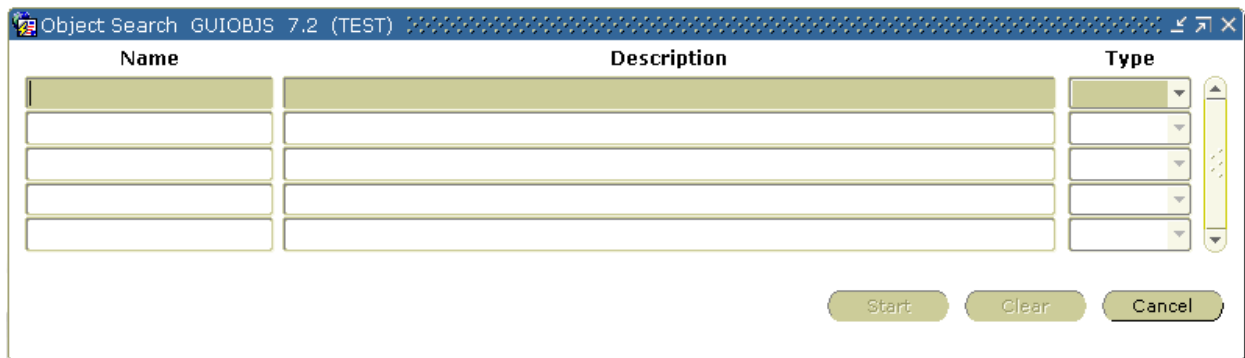 Object Search GUIOBJS 7.2 (TEST)
Name Description Type
Start Clear Cancel